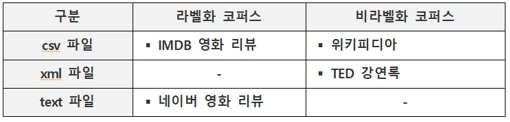 구분 라벨화 코퍼스 비라벨화 코퍼스
csv 파일 ▪ IMDB 영화 리뷰 ▪ 위키피디아
xml 파일 - ▪ TED 강연록
text 파일 ▪ 네이버 영화 리뷰 -